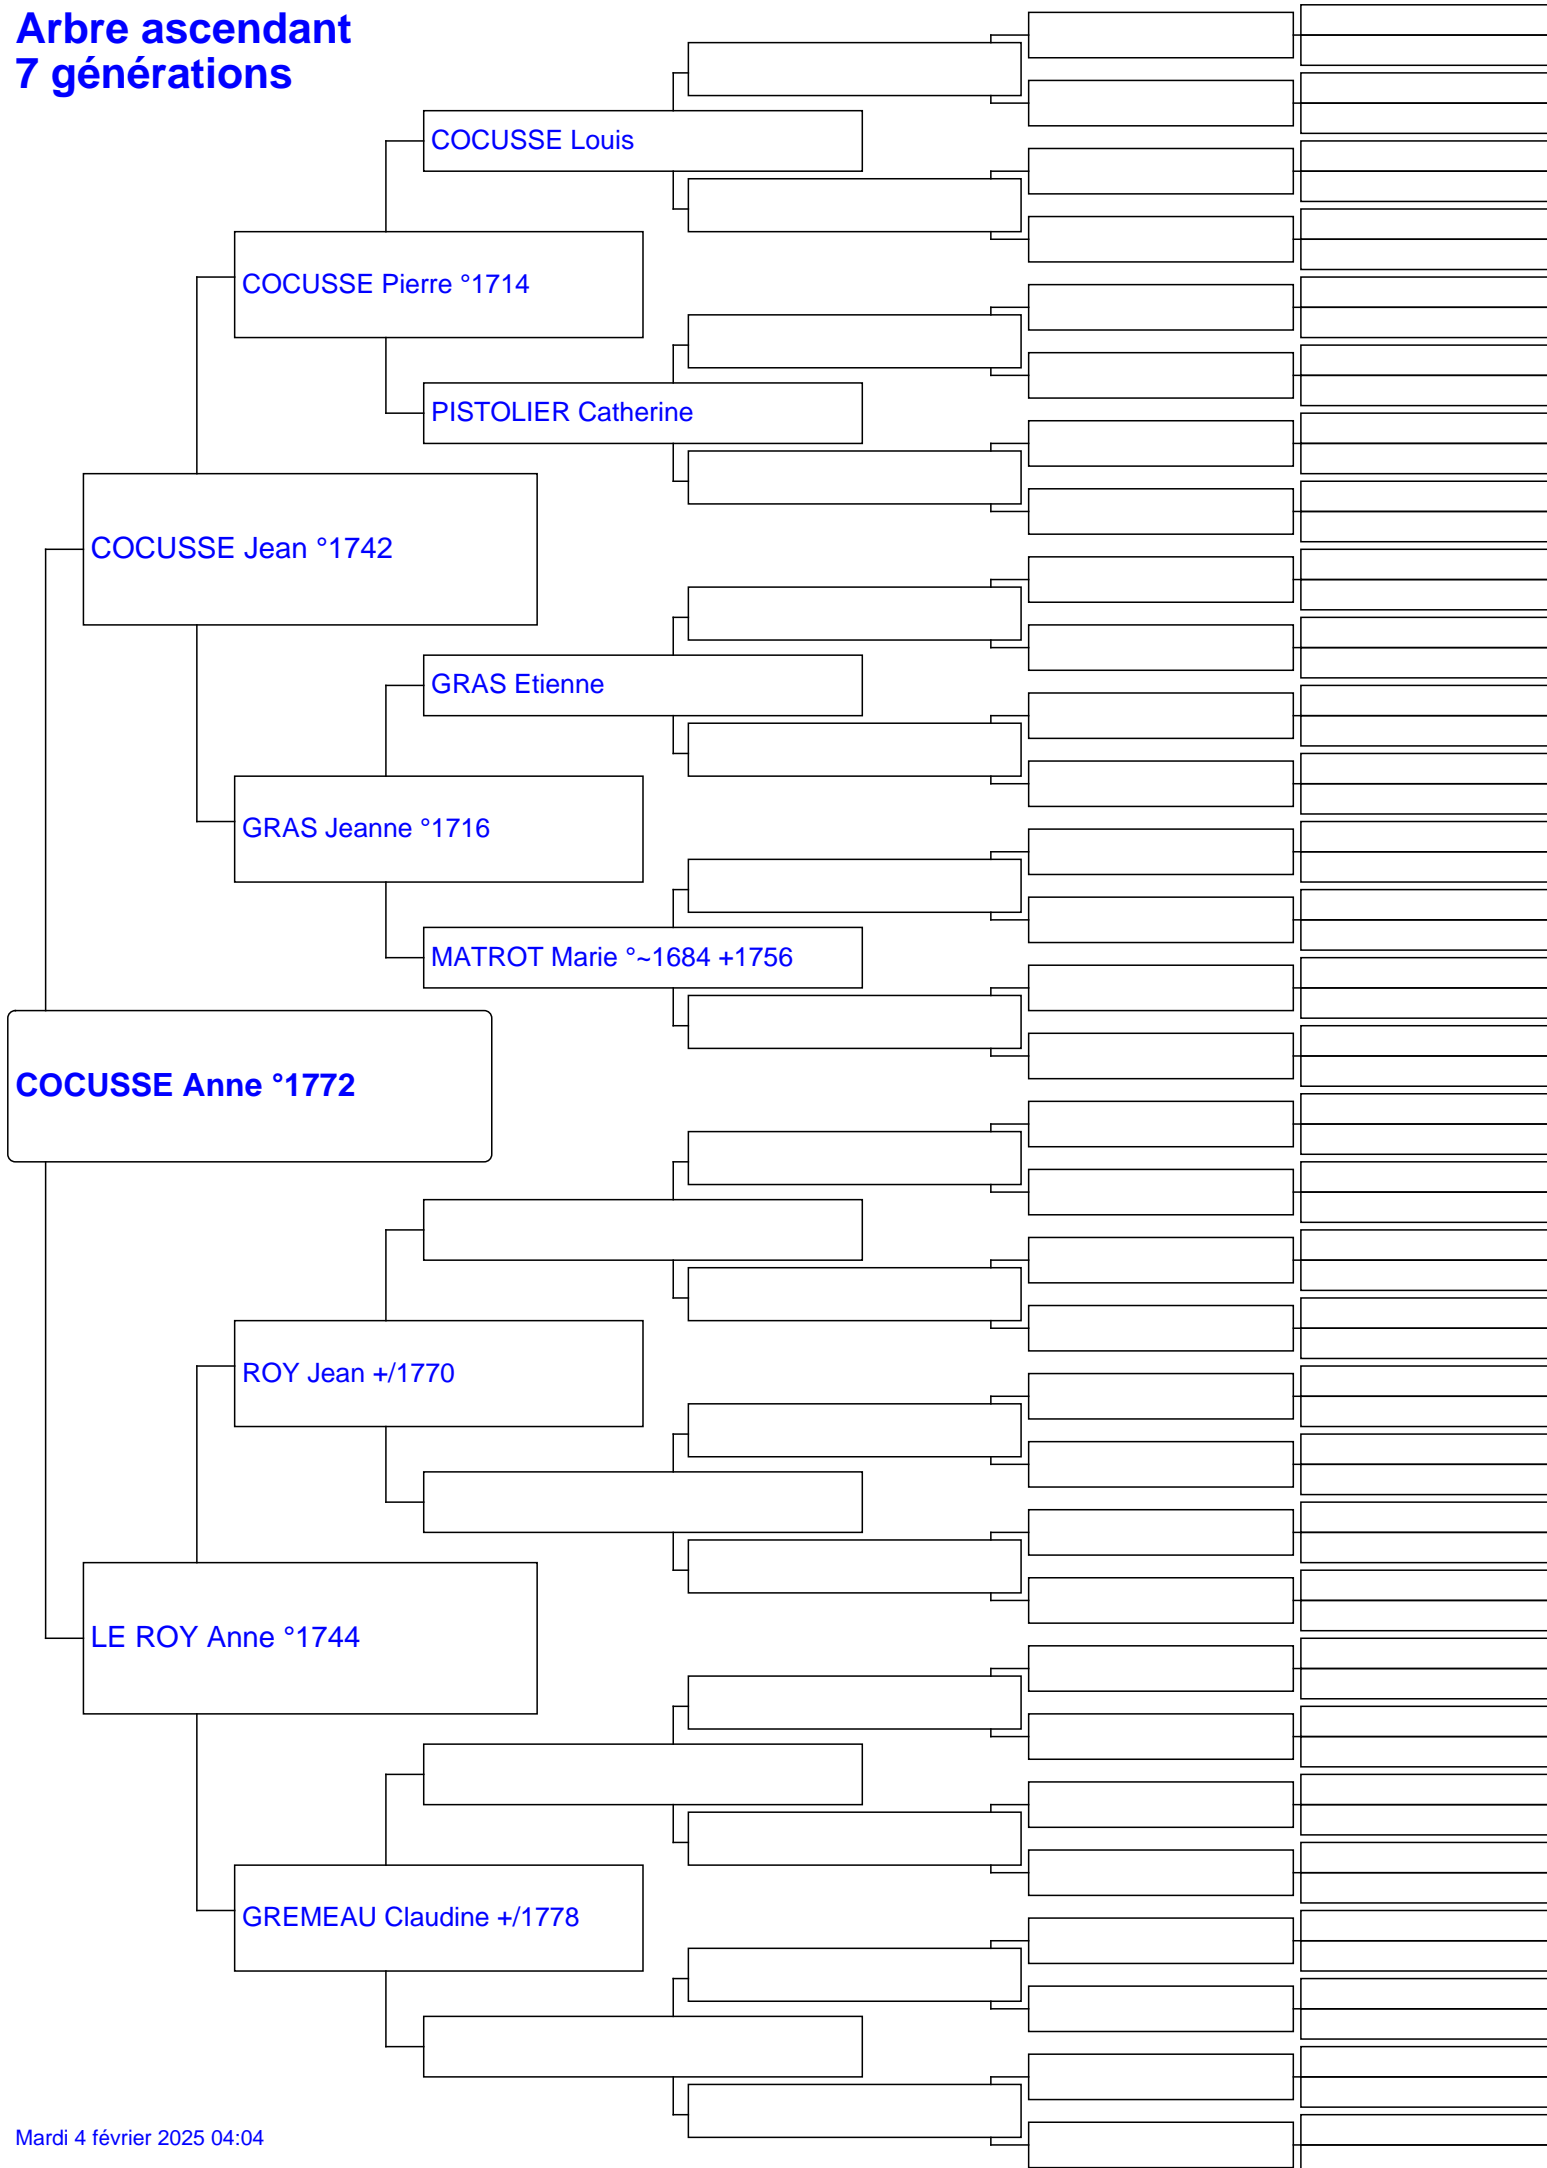 Arbre ascendant
7 générations
COCUSSE Louis
COCUSSE Pierre °1714
PISTOLIER Catherine
COCUSSE Jean °1742
GRAS Etienne
GRAS Jeanne °1716
MATROT Marie °~1684 +1756
COCUSSE Anne °1772
ROY Jean +/1770
LE ROY Anne °1744
GREMEAU Claudine +/1778
Mardi 4 février 2025 04:04